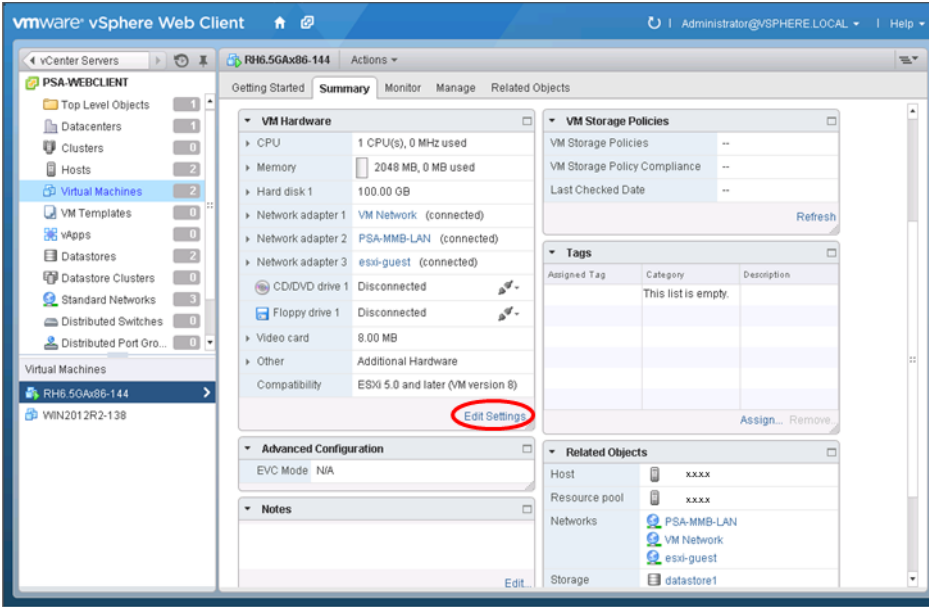 vmware® vSphere Web Client
Administrator@VSPHERE.LOCAL
Help
vCenter Servers
PSA-WEBCLIENT
Top Level Objects 1
Datacenters 1
Clusters 0
Hosts 2
Virtual Machines 2
VM Templates 0
vApps 0
Datastores 2
Datastore Clusters 0
Standard Networks 3
Distributed Switches 0
Distributed Port Gro... 0
Virtual Machines
RH6.5GAx86-144
WIN2012R2-138
RH6.5GAx86-144 Actions
Getting Started Summary Monitor Manage Related Objects
VM Hardware
CPU 1 CPU(s), 0 MHz used
Memory 2048 MB, 0 MB used
Hard disk 1 100.00 GB
Network adapter 1 VM Network (connected)
Network adapter 2 PSA-MMB-LAN (connected)
Network adapter 3 esxi-guest (connected)
CD/DVD drive 1 Disconnected
Floppy drive 1 Disconnected
Video card 8.00 MB
Other Additional Hardware
Compatibility ESXi 5.0 and later (VM version 8)
Edit Settings
Advanced Configuration
EVC Mode N/A
Notes
Edit...
VM Storage Policies
VM Storage Policies --
VM Storage Policy Compliance --
Last Checked Date --
Refresh
Tags
Assigned Tag Category Description
This list is empty.
Assign... Remove...
Related Objects
Host xxxx
Resource pool xxxx
Networks PSA-MMB-LAN
VM Network
esxi-guest
Storage datastore1